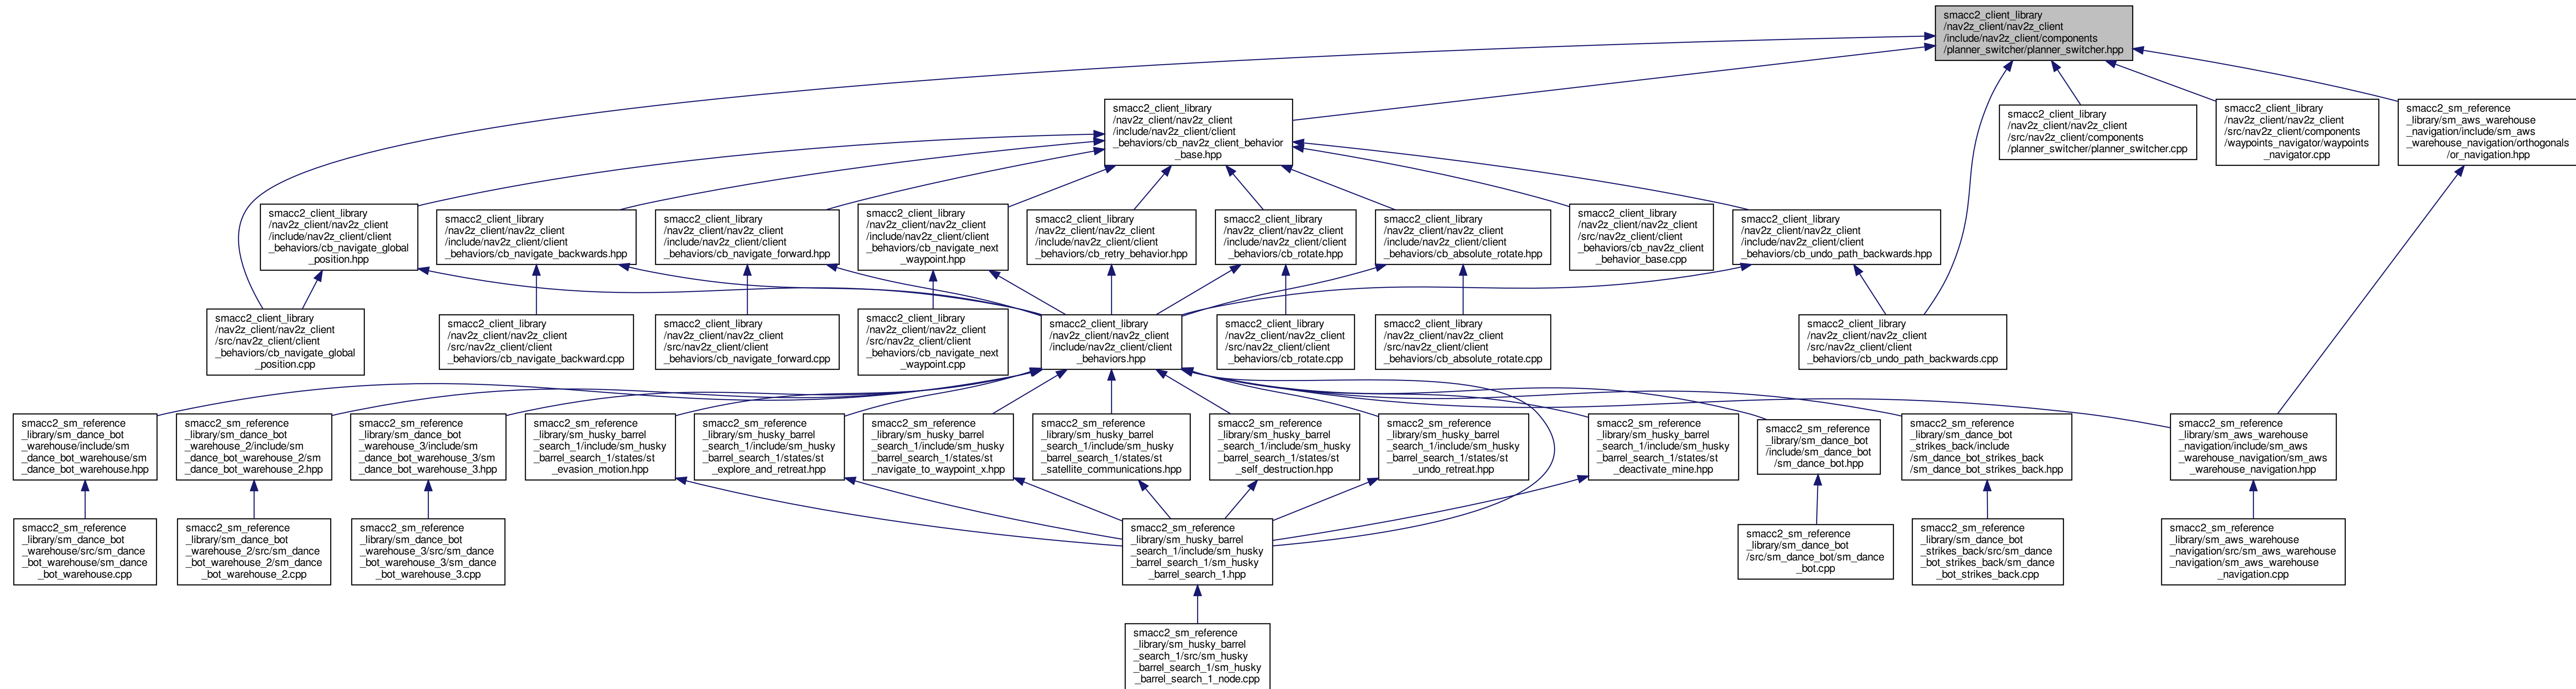 smacc2_client_library
/nav2z_client/nav2z_client
/include/nav2z_client/components
/planner_switcher/planner_switcher.hpp
smacc2_client_library
/nav2z_client/nav2z_client
/include/nav2z_client/client
_behaviors/cb_nav2z_client_behavior
_base.hpp
smacc2_client_library
/nav2z_client/nav2z_client
/src/nav2z_client/components
/planner_switcher/planner_switcher.cpp
smacc2_client_library
/nav2z_client/nav2z_client
/src/nav2z_client/components
/waypoints_navigator/waypoints
_navigator.cpp
smacc2_sm_reference
_library/sm_aws_warehouse
_navigation/include/sm_aws
_warehouse_navigation/orthogonals
/or_navigation.hpp
smacc2_client_library
/nav2z_client/nav2z_client
/include/nav2z_client/client
_behaviors/cb_navigate_global
_position.hpp
smacc2_client_library
/nav2z_client/nav2z_client
/include/nav2z_client/client
_behaviors/cb_navigate_backwards.hpp
smacc2_client_library
/nav2z_client/nav2z_client
/include/nav2z_client/client
_behaviors/cb_navigate_forward.hpp
smacc2_client_library
/nav2z_client/nav2z_client
/include/nav2z_client/client
_behaviors/cb_navigate_next
_waypoint.hpp
smacc2_client_library
/nav2z_client/nav2z_client
/include/nav2z_client/client
_behaviors/cb_retry_behavior.hpp
smacc2_client_library
/nav2z_client/nav2z_client
/include/nav2z_client/client
_behaviors/cb_rotate.hpp
smacc2_client_library
/nav2z_client/nav2z_client
/include/nav2z_client/client
_behaviors/cb_absolute_rotate.hpp
smacc2_client_library
/nav2z_client/nav2z_client
/src/nav2z_client/client
_behaviors/cb_nav2z_client
_behavior_base.cpp
smacc2_client_library
/nav2z_client/nav2z_client
/include/nav2z_client/client
_behaviors/cb_undo_path_backwards.hpp
smacc2_client_library
/nav2z_client/nav2z_client
/src/nav2z_client/client
_behaviors/cb_navigate_global
_position.cpp
smacc2_client_library
/nav2z_client/nav2z_client
/src/nav2z_client/client
_behaviors/cb_navigate_backward.cpp
smacc2_client_library
/nav2z_client/nav2z_client
/src/nav2z_client/client
_behaviors/cb_navigate_forward.cpp
smacc2_client_library
/nav2z_client/nav2z_client
/src/nav2z_client/client
_behaviors/cb_navigate_next
_waypoint.cpp
smacc2_client_library
/nav2z_client/nav2z_client
/include/nav2z_client/client
_behaviors.hpp
smacc2_client_library
/nav2z_client/nav2z_client
/src/nav2z_client/client
_behaviors/cb_rotate.cpp
smacc2_client_library
/nav2z_client/nav2z_client
/src/nav2z_client/client
_behaviors/cb_absolute_rotate.cpp
smacc2_client_library
/nav2z_client/nav2z_client
/src/nav2z_client/client
_behaviors/cb_undo_path_backwards.cpp
smacc2_sm_reference
_library/sm_dance_bot
_warehouse/include/sm
_dance_bot_warehouse/sm
_dance_bot_warehouse.hpp
smacc2_sm_reference
_library/sm_dance_bot
_warehouse_2/include/sm
_dance_bot_warehouse_2/sm
_dance_bot_warehouse_2.hpp
smacc2_sm_reference
_library/sm_dance_bot
_warehouse_3/include/sm
_dance_bot_warehouse_3/sm
_dance_bot_warehouse_3.hpp
smacc2_sm_reference
_library/sm_husky_barrel
_search_1/include/sm_husky
_barrel_search_1/states/st
_evasion_motion.hpp
smacc2_sm_reference
_library/sm_husky_barrel
_search_1/include/sm_husky
_barrel_search_1/states/st
_explore_and_retreat.hpp
smacc2_sm_reference
_library/sm_husky_barrel
_search_1/include/sm_husky
_barrel_search_1/states/st
_navigate_to_waypoint_x.hpp
smacc2_sm_reference
_library/sm_husky_barrel
_search_1/include/sm_husky
_barrel_search_1/states/st
_satellite_communications.hpp
smacc2_sm_reference
_library/sm_husky_barrel
_search_1/include/sm_husky
_barrel_search_1/states/st
_self_destruction.hpp
smacc2_sm_reference
_library/sm_husky_barrel
_search_1/include/sm_husky
_barrel_search_1/states/st
_undo_retreat.hpp
smacc2_sm_reference
_library/sm_husky_barrel
_search_1/include/sm_husky
_barrel_search_1/states/st
_deactivate_mine.hpp
smacc2_sm_reference
_library/sm_dance_bot
/include/sm_dance_bot
/sm_dance_bot.hpp
smacc2_sm_reference
_library/sm_dance_bot
_strikes_back/include
/sm_dance_bot_strikes_back
/sm_dance_bot_strikes_back.hpp
smacc2_sm_reference
_library/sm_aws_warehouse
_navigation/include/sm_aws
_warehouse_navigation/sm_aws
_warehouse_navigation.hpp
smacc2_sm_reference
_library/sm_dance_bot
_warehouse/src/sm_dance
_bot_warehouse/sm_dance
_bot_warehouse.cpp
smacc2_sm_reference
_library/sm_dance_bot
_warehouse_2/src/sm_dance
_bot_warehouse_2/sm_dance
_bot_warehouse_2.cpp
smacc2_sm_reference
_library/sm_dance_bot
_warehouse_3/src/sm_dance
_bot_warehouse_3/sm_dance
_bot_warehouse_3.cpp
smacc2_sm_reference
_library/sm_husky_barrel
_search_1/include/sm_husky
_barrel_search_1/sm_husky
_barrel_search_1.hpp
smacc2_sm_reference
_library/sm_dance_bot
/src/sm_dance_bot/sm_dance
_bot.cpp
smacc2_sm_reference
_library/sm_dance_bot
_strikes_back/src/sm_dance
_bot_strikes_back/sm_dance
_bot_strikes_back.cpp
smacc2_sm_reference
_library/sm_aws_warehouse
_navigation/src/sm_aws_warehouse
_navigation/sm_aws_warehouse
_navigation.cpp
smacc2_sm_reference
_library/sm_husky_barrel
_search_1/src/sm_husky
_barrel_search_1/sm_husky
_barrel_search_1_node.cpp